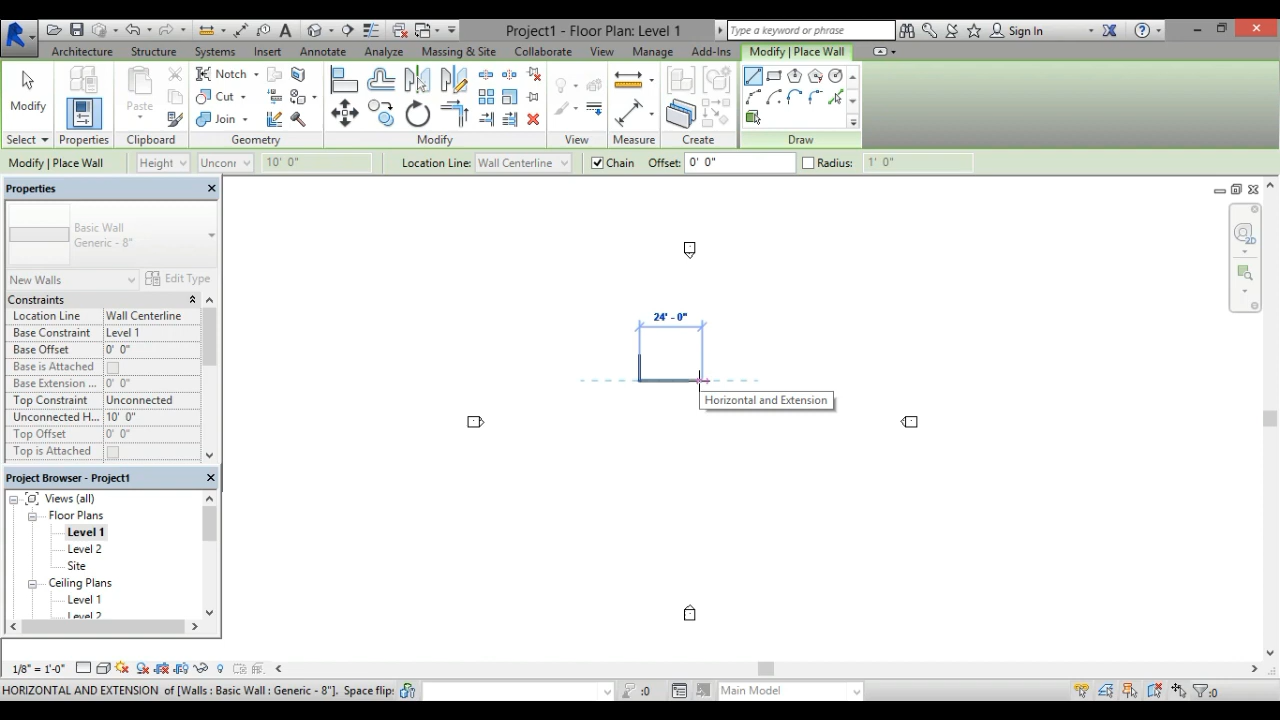 Project1 - Floor Plan: Level 1
Type a keyword or phrase
Sign In
Architecture Structure Systems Insert Annotate Analyze Massing & Site Collaborate View Manage Add-Ins Modify | Place Wall
Modify
Paste
Notch
Cut
Join
Select Properties Clipboard Geometry Modify View Measure Create Draw
Modify | Place Wall Height Unconr 10' 0" Location Line: Wall Centerline Chain Offset: 0' 0" Radius: 1' 0"
Properties
Basic Wall
Generic - 8"
New Walls Edit Type
Constraints
Location Line Wall Centerline
Base Constraint Level 1
Base Offset 0' 0"
Base is Attached
Base Extension ... 0' 0"
Top Constraint Unconnected
Unconnected H... 10' 0"
Top Offset 0' 0"
Top is Attached
Project Browser - Project1
Views (all)
Floor Plans
Level 1
Level 2
Site
Ceiling Plans
Level 1
Level 2
2D
24' - 0"
Horizontal and Extension
1/8" = 1'-0"
HORIZONTAL AND EXTENSION of [Walls : Basic Wall : Generic - 8"]. Space flips
:0
Main Model
:0